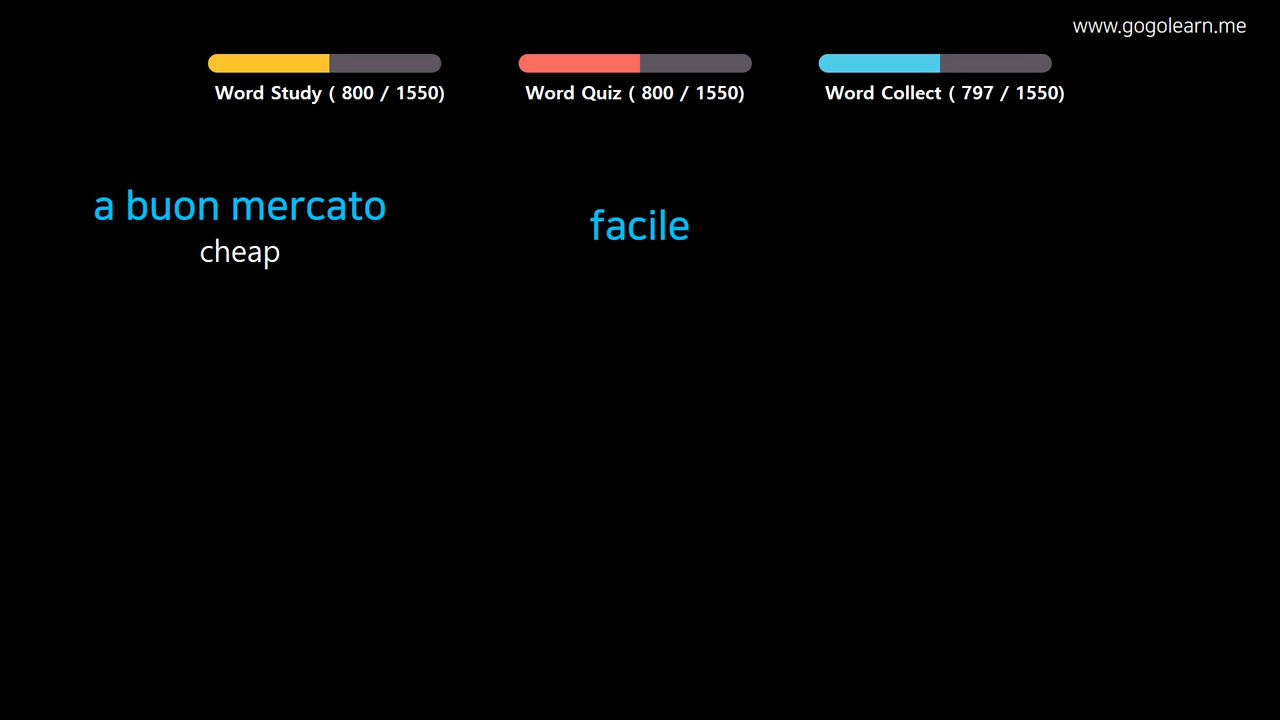 www.gogolearn.me
Word Study ( 800 / 1550)
Word Quiz ( 800 / 1550)
Word Collect ( 797 / 1550)
a buon mercato
cheap
facile